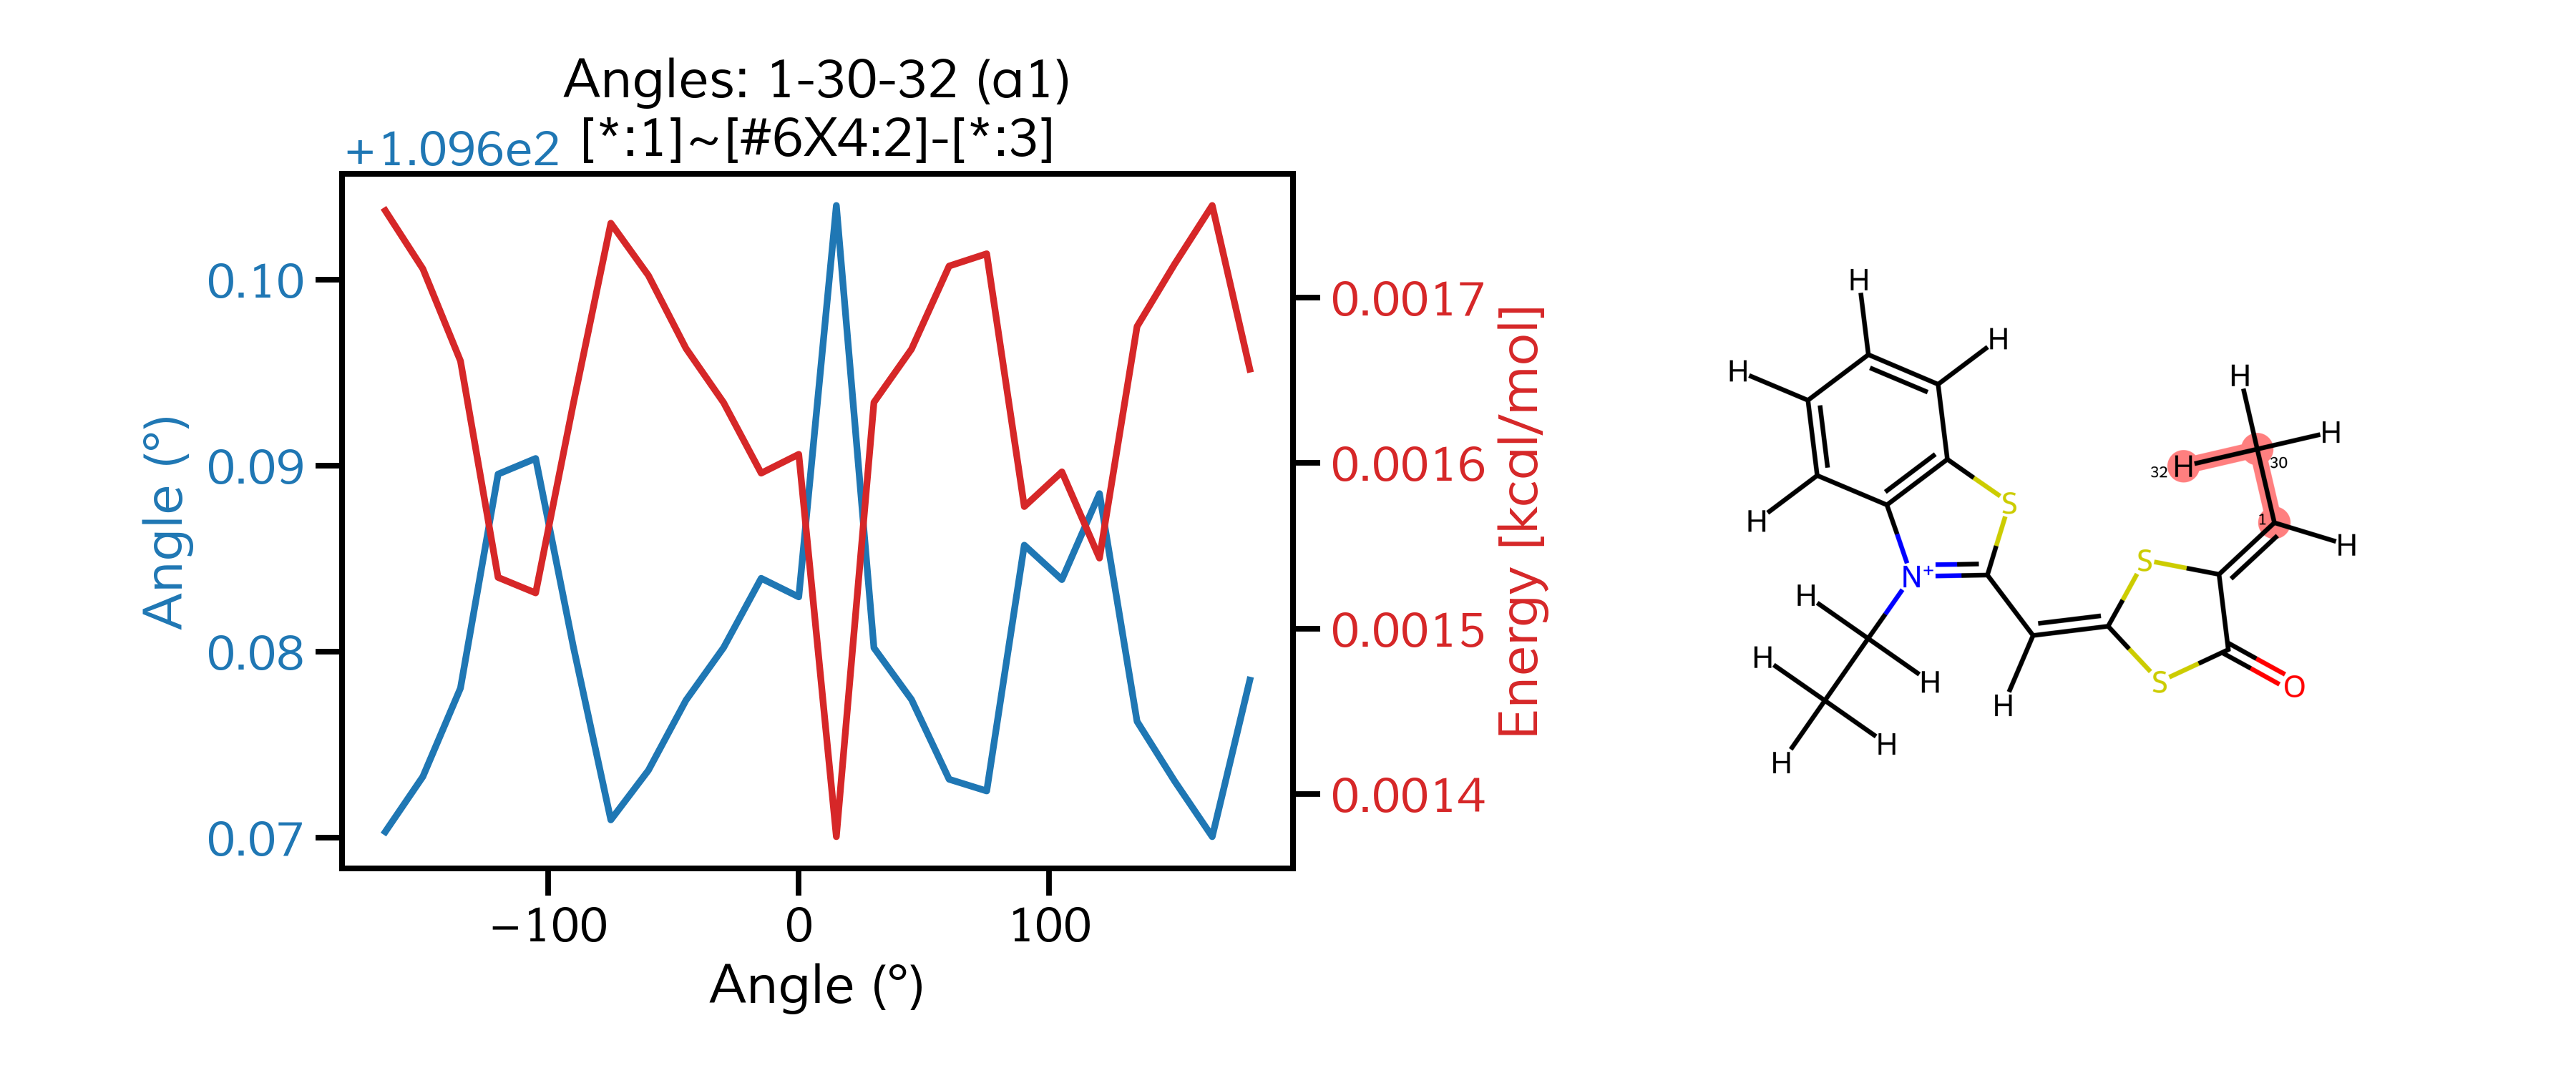 Angles: 1-30-32 (a1)
[*:1]~[#6X4:2]-[*:3]
+1.096e2
Angle (°)
0.10
0.09
0.08
0.07
−100
0
100
Angle (°)
0.0017
0.0016
0.0015
0.0014
Energy [kcal/mol]
H
H
H
H
H
H
32
H
30
1
S
H
S
N+
H
H
H
S
O
H
H
H